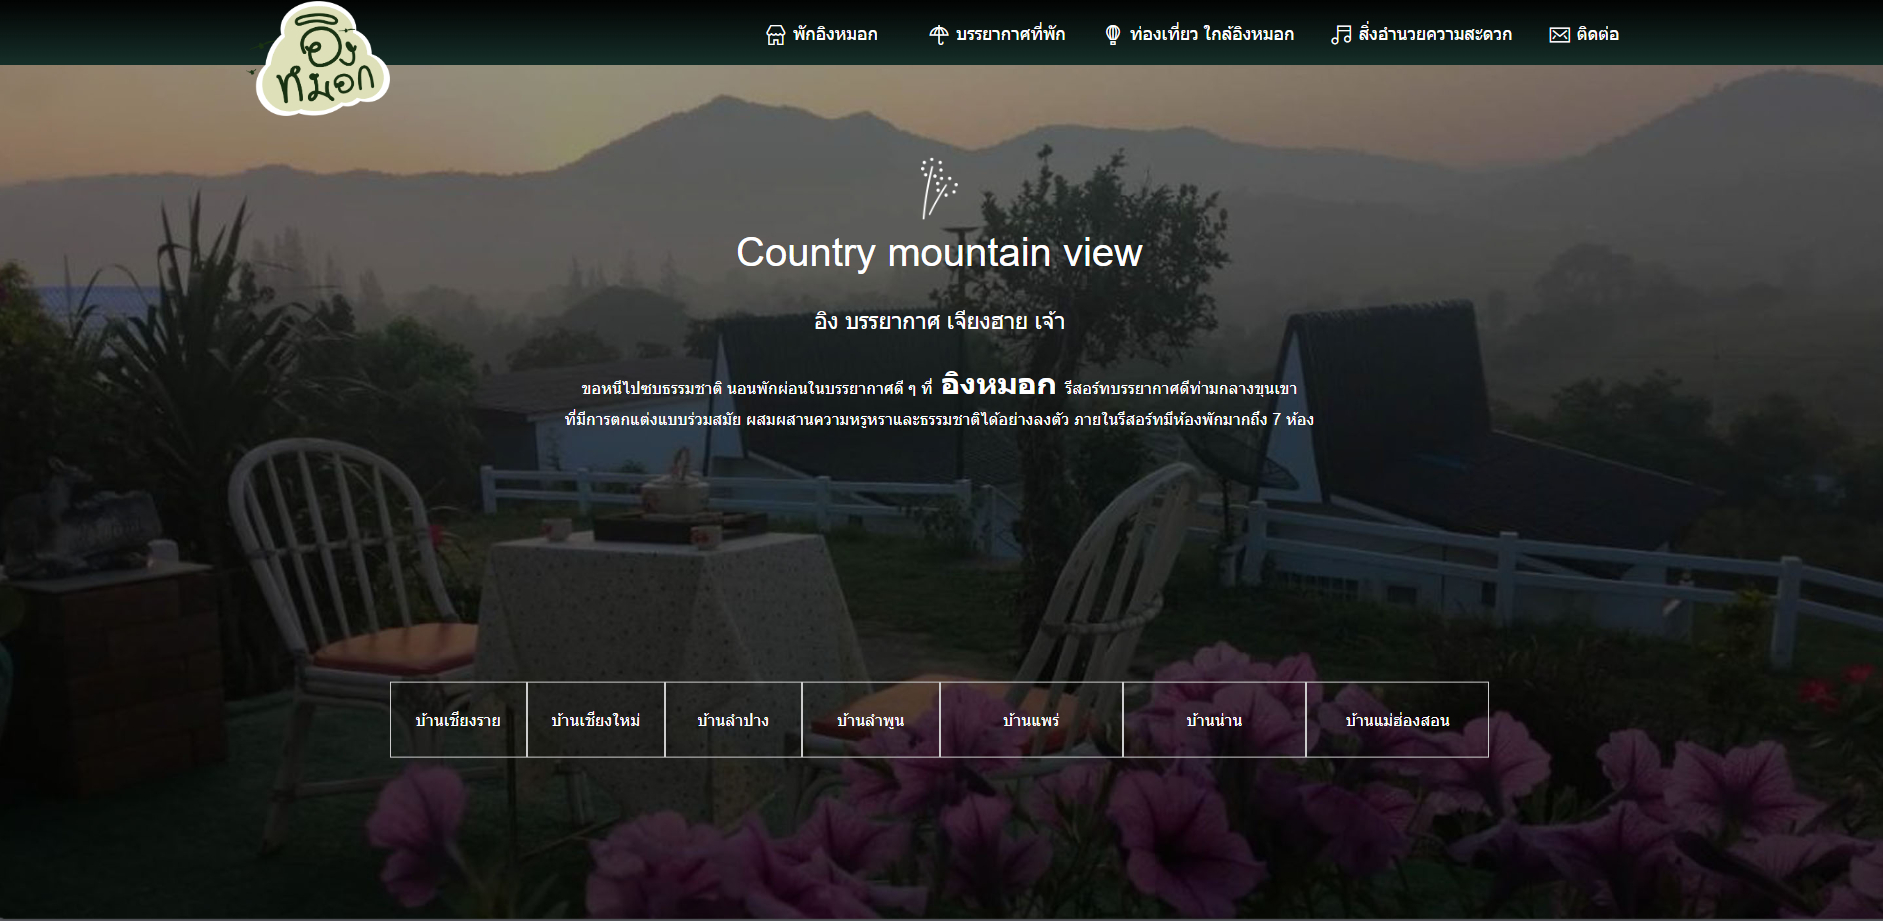 อิง
ทมอก
พักอิงหมอก
บรรยากาศที่พัก
ท่องเที่ยว ใกล้อิงหมอก
สิ่งอำนวยความสะดวก
ติดต่อ
Country mountain view
อิง บรรยากาศ เจียงฮาย เจ้า
ขอหนีไปซบธรรมชาติ นอนพักผ่อนในบรรยากาศดี ๆ ที่ อิงหมอก รีสอร์ทบรรยากาศดีท่ามกลางขุนเขา
ที่มีการตกแต่งแบบร่วมสมัย ผสมผสานความหรูหราและธรรมชาติได้อย่างลงตัว ภายในรีสอร์ทมีห้องพักมากถึง 7 ห้อง
บ้านเชียงราย
บ้านเชียงใหม่
บ้านลำปาง
บ้านลำพูน
บ้านแพร่
บ้านน่าน
บ้านแม่ฮ่องสอน